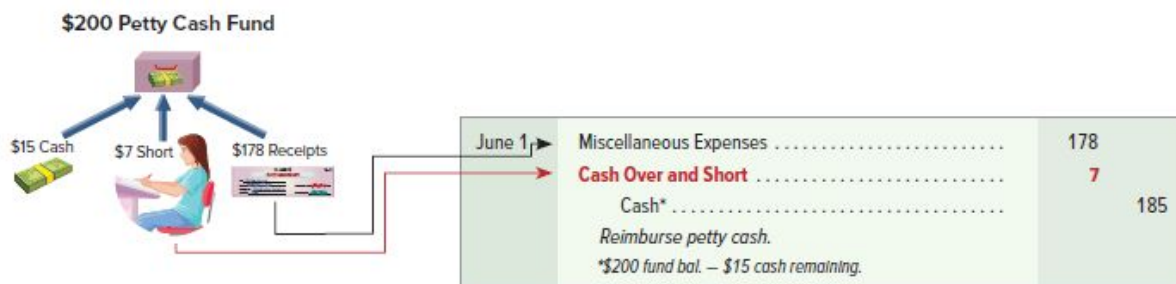 $200 Petty Cash Fund
$15 Cash
$7 Short
$178 Receipts
June 1 Miscellaneous Expenses ........................... 178
Cash Over and Short ............................. 7
Cash* ....................................... 185
Reimburse petty cash.
*$200 fund bal. – $15 cash remaining.